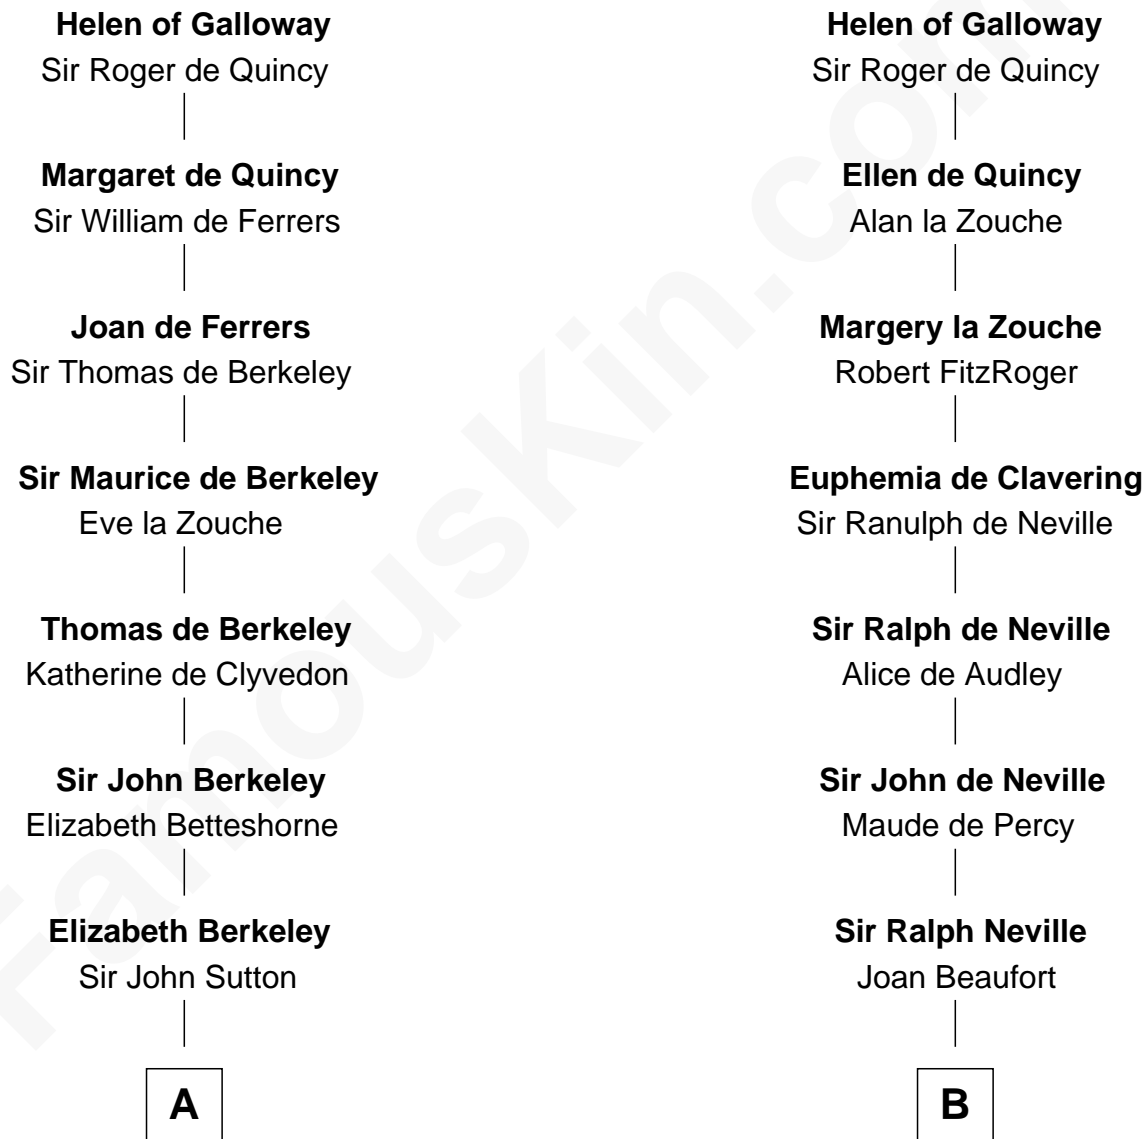 Helen of Galloway
Sir Roger de Quincy
Margaret de Quincy
Sir William de Ferrers
Joan de Ferrers
Sir Thomas de Berkeley
Sir Maurice de Berkeley
Eve la Zouche
Thomas de Berkeley
Katherine de Clyvedon
Sir John Berkeley
Elizabeth Betteshorne
Elizabeth Berkeley
Sir John Sutton
A
Helen of Galloway
Sir Roger de Quincy
Ellen de Quincy
Alan la Zouche
Margery la Zouche
Robert FitzRoger
Euphemia de Clavering
Sir Ranulph de Neville
Sir Ralph de Neville
Alice de Audley
Sir John de Neville
Maude de Percy
Sir Ralph Neville
Joan Beaufort
B
FamousKin.com